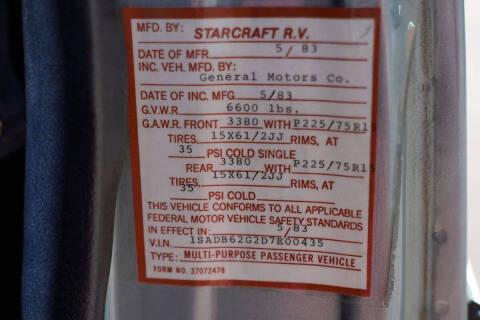 MFD. BY: STARCRAFT R.V.
DATE OF MFR. 5/83
INC. VEH. MFD. BY:
General Motors Co.
DATE OF INC. MFG. 5/83
G.V.W.R. 6600 lbs.
G.A.W.R. FRONT 3380 WITH P225/75R15
TIRES, 15X61/2JJ RIMS, AT
35 PSI COLD SINGLE
REAR 3380 WITH P225/75R15
TIRES, 15X61/2JJ RIMS, AT
35 PSI COLD
THIS VEHICLE CONFORMS TO ALL APPLICABLE
FEDERAL MOTOR VEHICLE SAFETY STANDARDS
IN EFFECT IN: 5/83
V.I.N. 1SADB62G2D7E00435
TYPE: MULTI-PURPOSE PASSENGER VEHICLE
FORM NO. 37072478